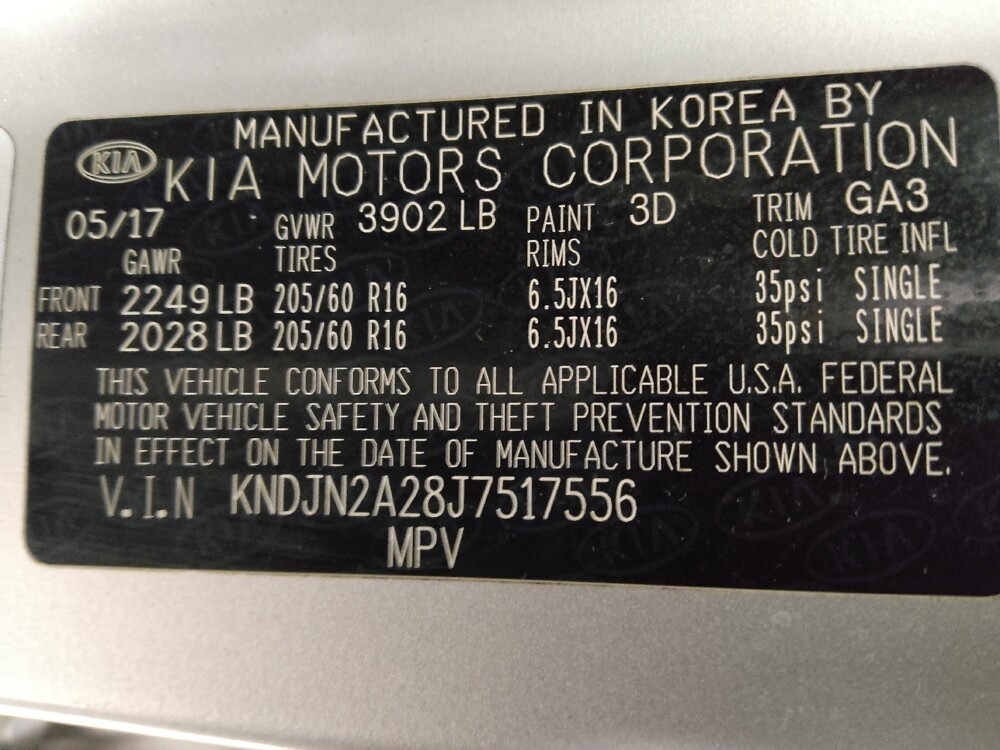 MANUFACTURED IN KOREA BY
KIA KIA MOTORS CORPORATION
05/17 GVWR 3902 LB PAINT 3D TRIM GA3
GAWR TIRES RIMS COLD TIRE INFL
FRONT 2249 LB 205/60 R16 6.5JX16 35psi SINGLE
REAR 2028 LB 205/60 R16 6.5JX16 35psi SINGLE
THIS VEHICLE CONFORMS TO ALL APPLICABLE U.S.A. FEDERAL
MOTOR VEHICLE SAFETY AND THEFT PREVENTION STANDARDS
IN EFFECT ON THE DATE OF MANUFACTURE SHOWN ABOVE.
V.I.N KNDJN2A28J7517556
MPV